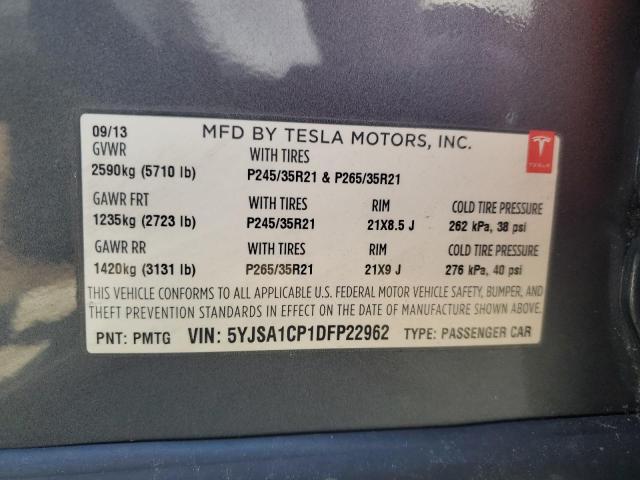 09/13 MFD BY TESLA MOTORS, INC.
GVWR WITH TIRES
2590kg (5710 lb) P245/35R21 & P265/35R21
TESLA
GAWR FRT WITH TIRES RIM COLD TIRE PRESSURE
1235kg (2723 lb) P245/35R21 21X8.5 J 262 kPa, 38 psi
GAWR RR WITH TIRES RIM COLD TIRE PRESSURE
1420kg (3131 lb) P265/35R21 21X9 J 276 kPa, 40 psi
THIS VEHICLE CONFORMS TO ALL APPLICABLE U.S. FEDERAL MOTOR VEHICLE SAFETY, BUMPER, AND
THEFT PREVENTION STANDARDS IN EFFECT ON THE DATE OF MANUFACTURE SHOWN ABOVE.
PNT: PMTG VIN: 5YJSA1CP1DFP22962 TYPE: PASSENGER CAR